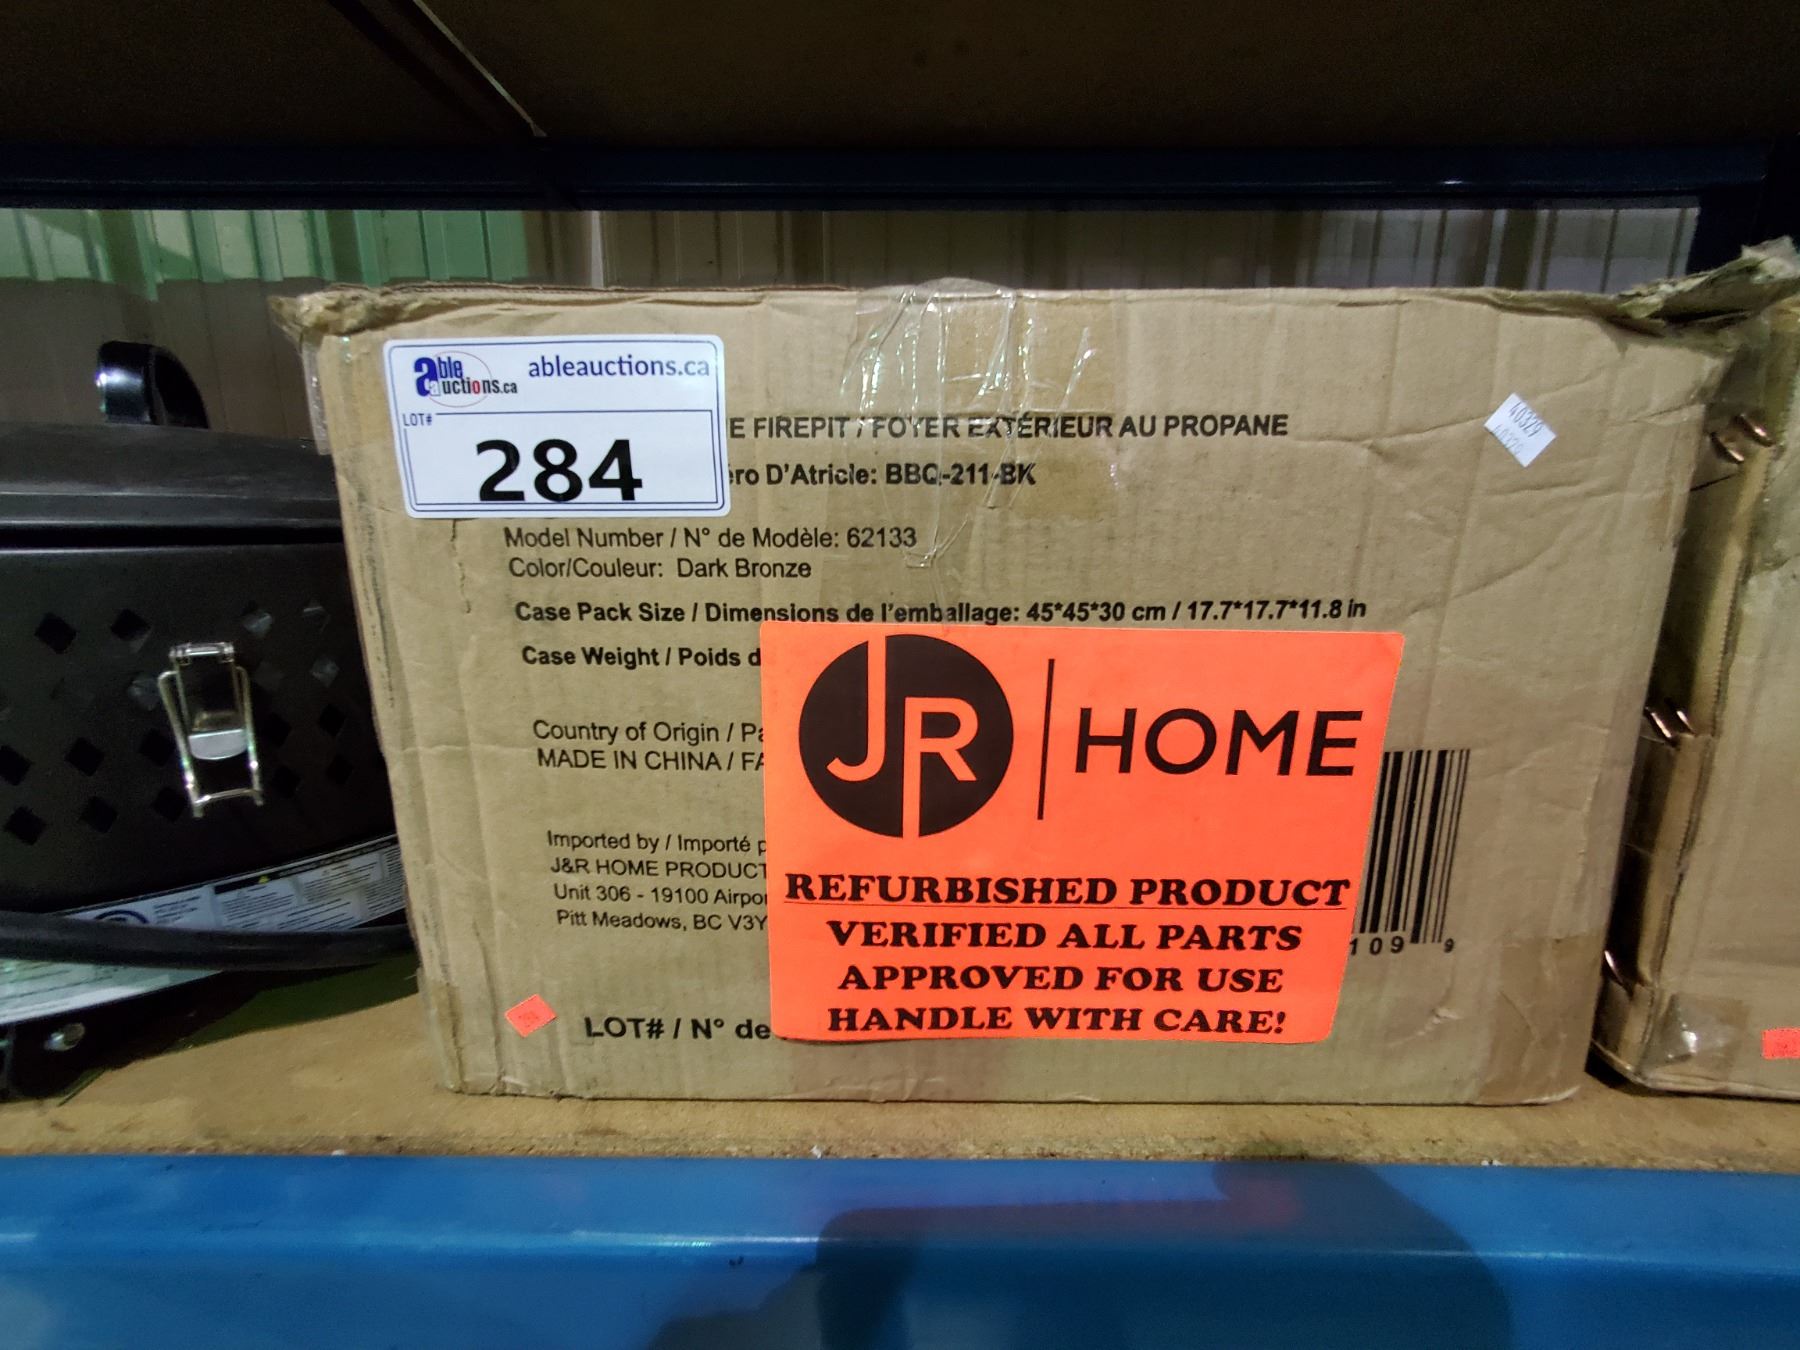 able auctions.ca
ableauctions.ca
LOT#
284
E FIREPIT / FOYER EXTÉRIEUR AU PROPANE
éro D'Atricle: BBQ-211-BK
Model Number / N° de Modèle: 62133
Color/Couleur: Dark Bronze
Case Pack Size / Dimensions de l'emballage: 45*45*30 cm / 17.7*17.7*11.8 in
Case Weight / Poids d
Country of Origin / Pa
MADE IN CHINA / FA
Imported by / Importé p
J&R HOME PRODUCT
Unit 306 - 19100 Airpor
Pitt Meadows, BC V3Y
LOT# / N° de
JR HOME
REFURBISHED PRODUCT
VERIFIED ALL PARTS
APPROVED FOR USE
HANDLE WITH CARE!
109 9
40329